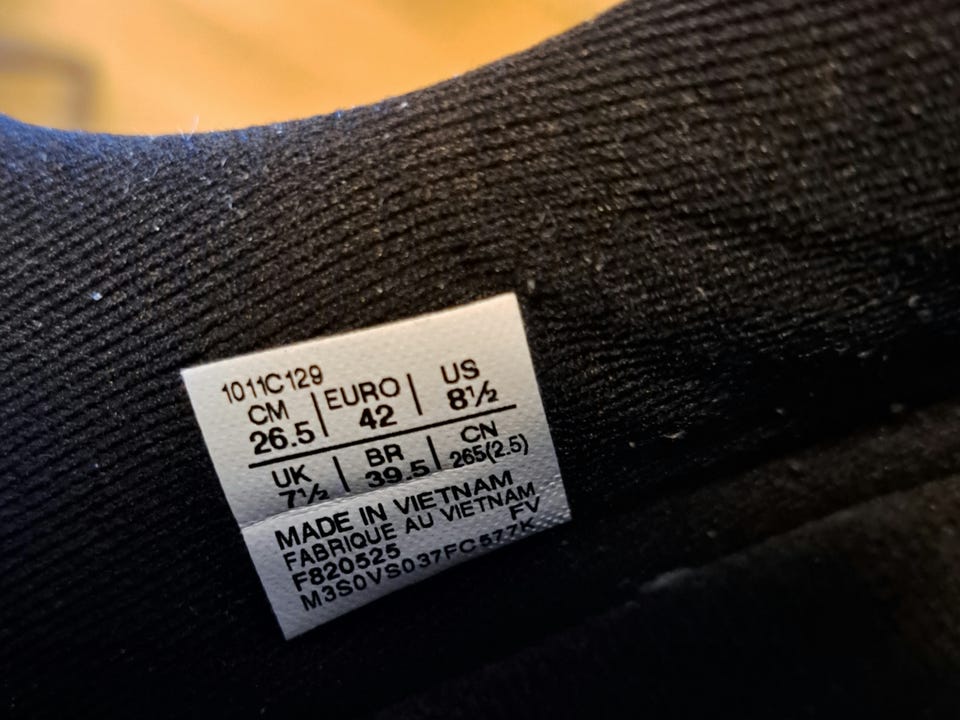 1011C129
CM | EURO | US
26.5 | 42 | 8½
UK | BR | CN
7½ | 39.5 | 265(2.5)
MADE IN VIETNAM
FABRIQUE AU VIETNAM
F820525 FV
M3S0VS037FC577K